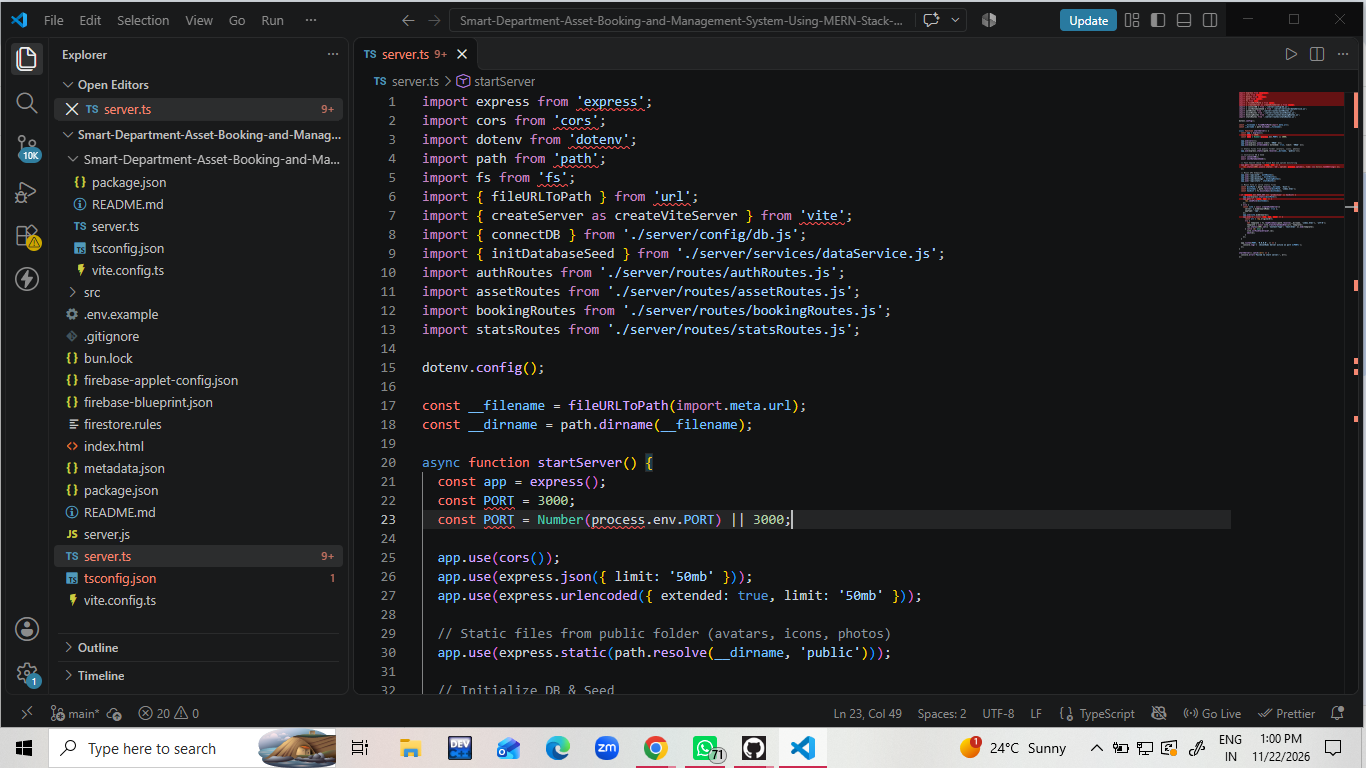 File Edit Selection View Go Run ···
Smart-Department-Asset-Booking-and-Management-System-Using-MERN-Stack-...
Update
Explorer
Open Editors
TS server.ts 9+
Smart-Department-Asset-Booking-and-Manag...
Smart-Department-Asset-Booking-and-Ma...
{} package.json
README.md
TS server.ts
tsconfig.json
vite.config.ts
src
.env.example
.gitignore
{} bun.lock
{} firebase-applet-config.json
{} firebase-blueprint.json
firestore.rules
<> index.html
{} metadata.json
{} package.json
README.md
JS server.js
TS server.ts 9+
tsconfig.json 1
vite.config.ts
Outline
Timeline
10K
1
TS server.ts 9+
TS server.ts > startServer
1 import express from 'express';
2 import cors from 'cors';
3 import dotenv from 'dotenv';
4 import path from 'path';
5 import fs from 'fs';
6 import { fileURLToPath } from 'url';
7 import { createServer as createViteServer } from 'vite';
8 import { connectDB } from './server/config/db.js';
9 import { initDatabaseSeed } from './server/services/dataService.js';
10 import authRoutes from './server/routes/authRoutes.js';
11 import assetRoutes from './server/routes/assetRoutes.js';
12 import bookingRoutes from './server/routes/bookingRoutes.js';
13 import statsRoutes from './server/routes/statsRoutes.js';
14
15 dotenv.config();
16
17 const __filename = fileURLToPath(import.meta.url);
18 const __dirname = path.dirname(__filename);
19
20 async function startServer() {
21 const app = express();
22 const PORT = 3000;
23 const PORT = Number(process.env.PORT) || 3000;
24
25 app.use(cors());
26 app.use(express.json({ limit: '50mb' }));
27 app.use(express.urlencoded({ extended: true, limit: '50mb' }));
28
29 // Static files from public folder (avatars, icons, photos)
30 app.use(express.static(path.resolve(__dirname, 'public')));
31
32 // Initialize DB & Seed
main* 20 0
Ln 23, Col 49 Spaces: 2 UTF-8 LF {} TypeScript Go Live Prettier
Type here to search
DEV
zm
71
1
24°C Sunny
ENG
IN
1:00 PM
11/22/2026